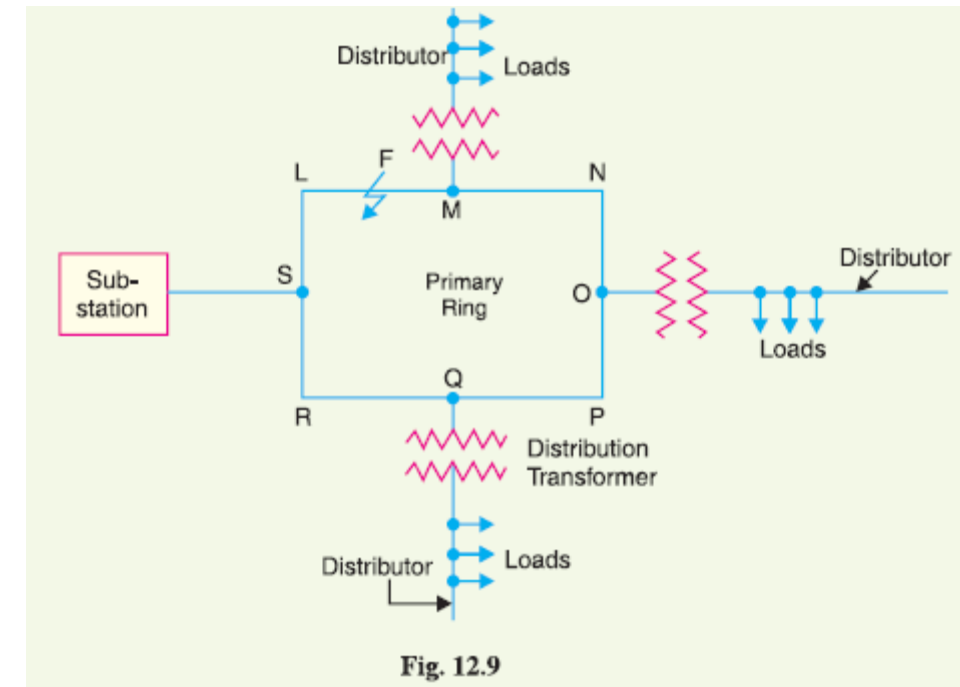 Distributor
Loads
F
L
N
M
Sub-
station
S
Primary
Ring
O
Distributor
Loads
Q
R
P
Distribution
Transformer
Distributor
Loads
Fig. 12.9